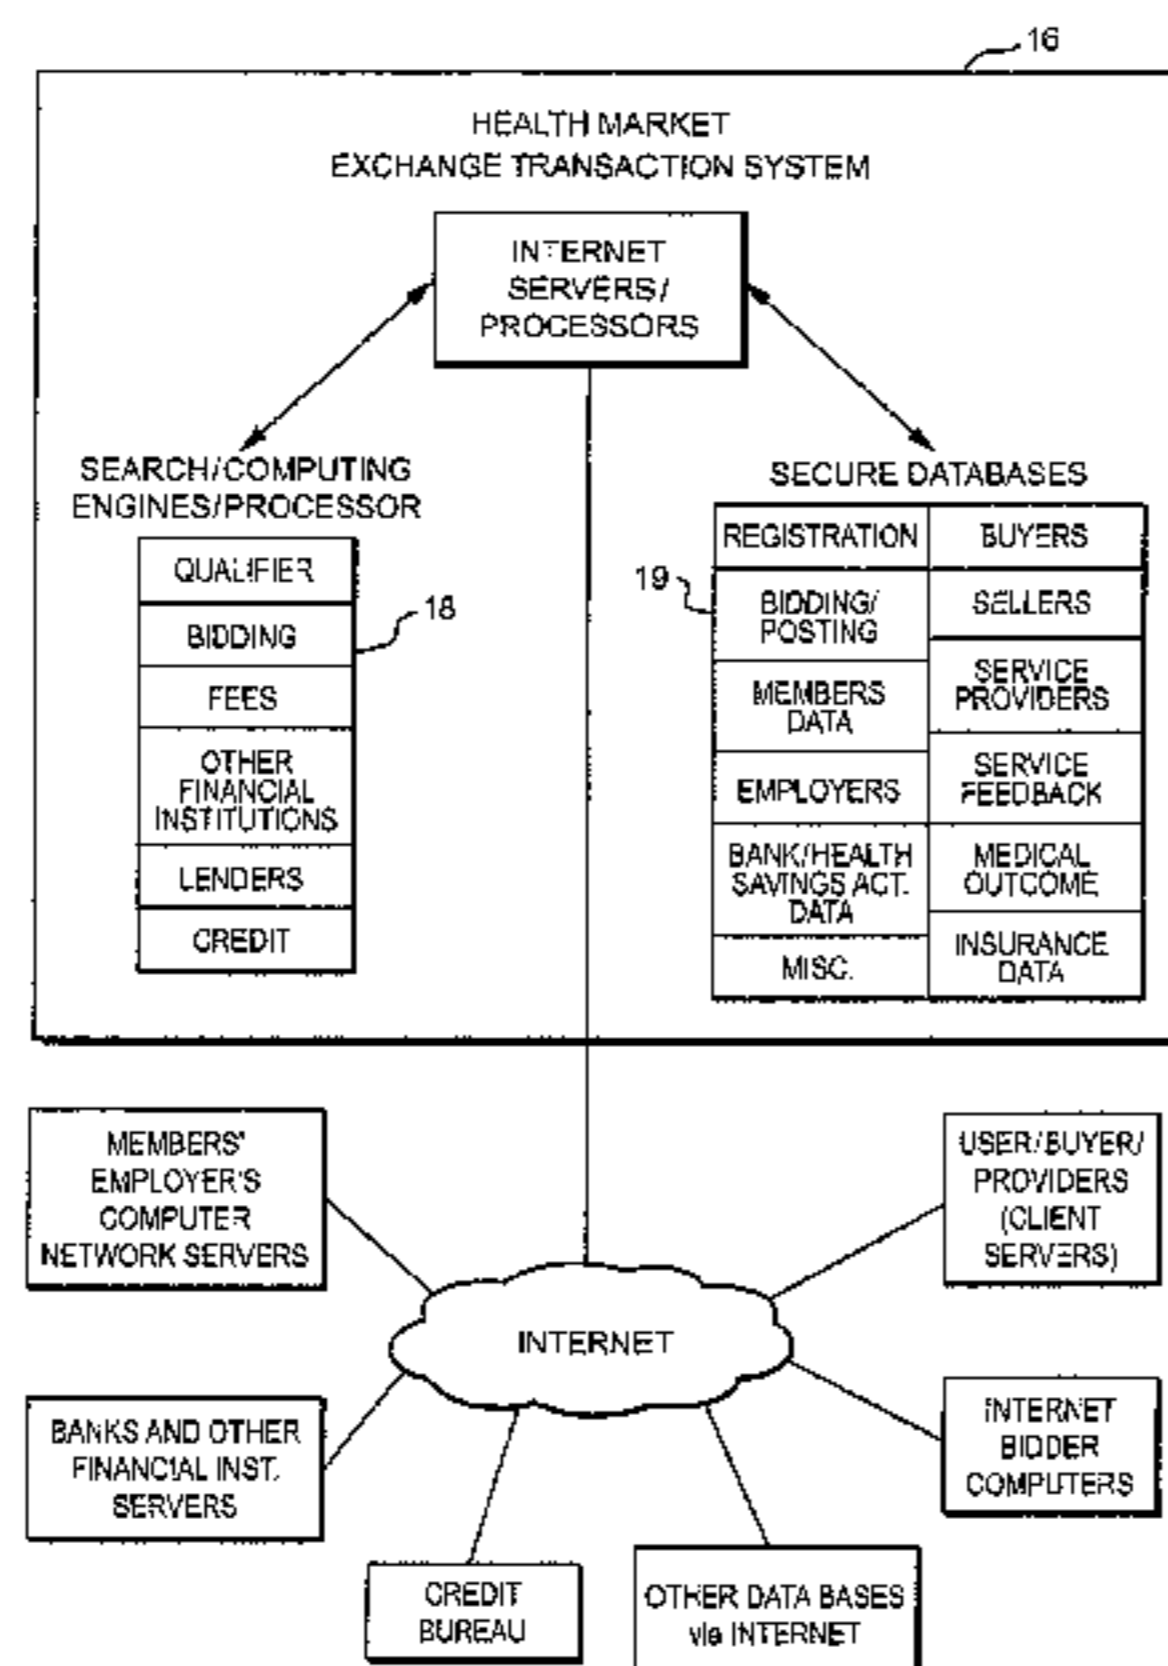 16
HEALTH MARKET
EXCHANGE TRANSACTION SYSTEM
INTERNET
SERVERS/
PROCESSORS
SEARCH/COMPUTING
ENGINES/PROCESSOR
QUALIFIER
BIDDING
FEES
OTHER
FINANCIAL
INSTITUTIONS
LENDERS
CREDIT
18
SECURE DATABASES
19
REGISTRATION
BIDDING/
POSTING
MEMBERS
DATA
EMPLOYERS
BANK/HEALTH
SAVINGS ACT.
DATA
MISC.
BUYERS
SELLERS
SERVICE
PROVIDERS
SERVICE
FEEDBACK
MEDICAL
OUTCOME
INSURANCE
DATA
MEMBERS'
EMPLOYER'S
COMPUTER
NETWORK SERVERS
USER/BUYER/
PROVIDERS
(CLIENT
SERVERS)
INTERNET
BANKS AND OTHER
FINANCIAL INST.
SERVERS
INTERNET
BIDDER
COMPUTERS
CREDIT
BUREAU
OTHER DATA BASES
via INTERNET